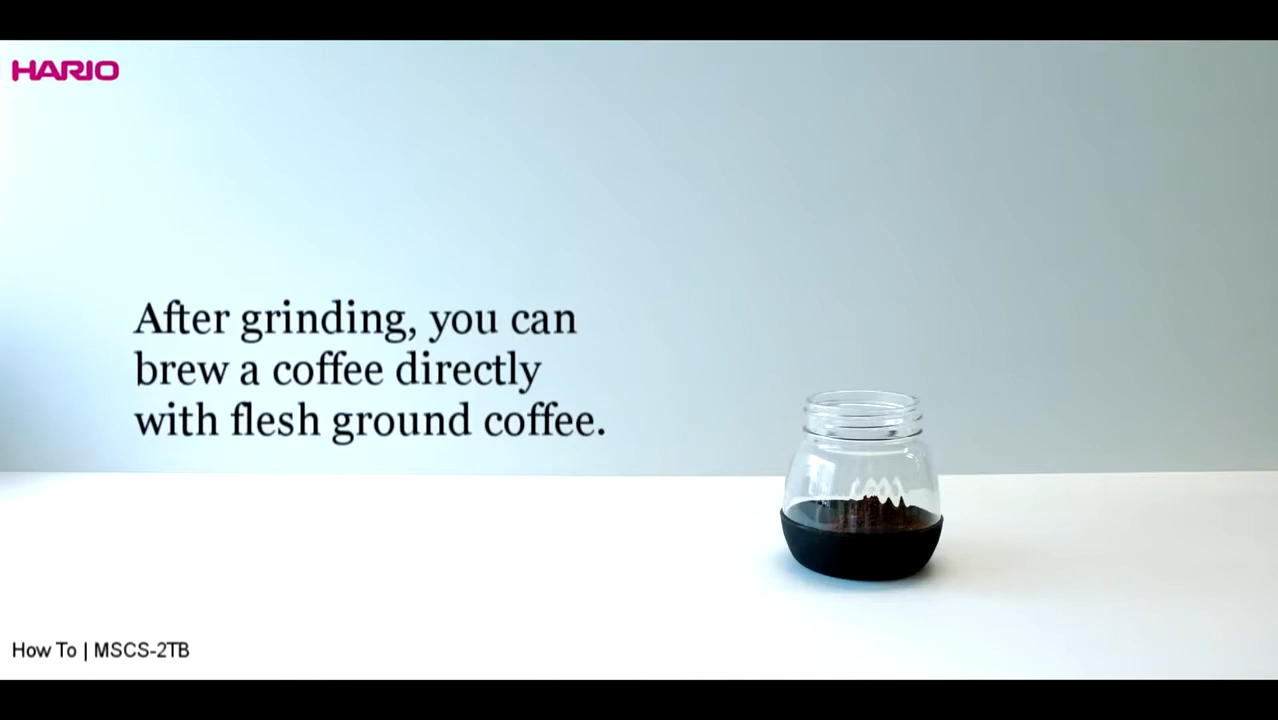 HARIO
After grinding, you can
brew a coffee directly
with flesh ground coffee.
How To | MSCS-2TB